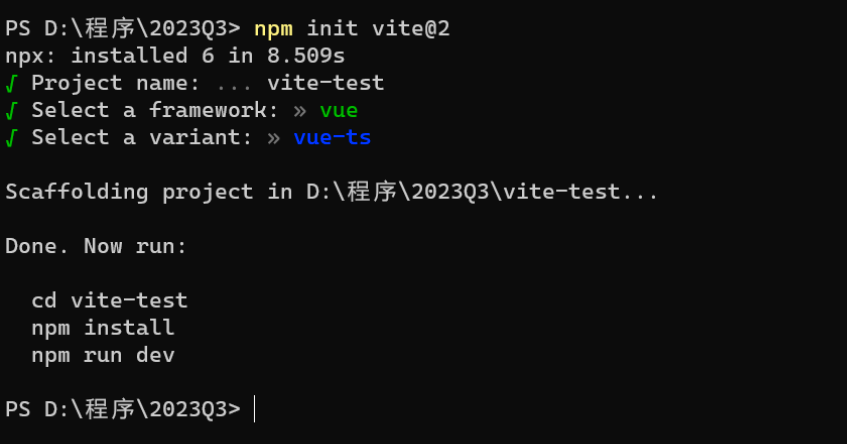 PS D:\程序\2023Q3> npm init vite@2
npx: installed 6 in 8.509s
√ Project name: ... vite-test
√ Select a framework: » vue
√ Select a variant: » vue-ts
Scaffolding project in D:\程序\2023Q3\vite-test...
Done. Now run:
cd vite-test
npm install
npm run dev
PS D:\程序\2023Q3>